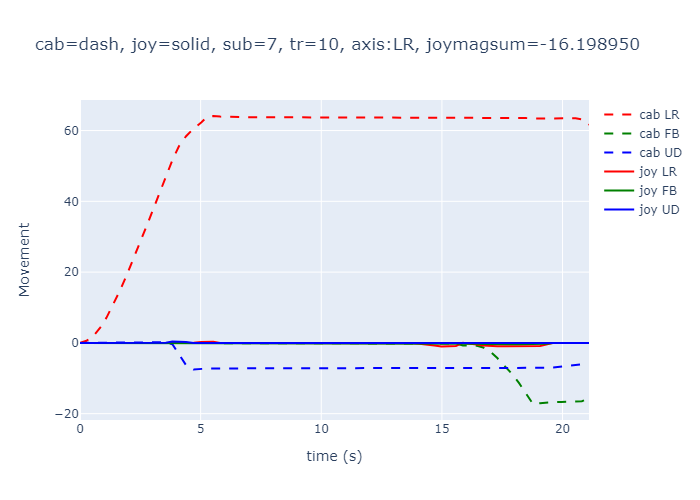 cab=dash, joy=solid, sub=7, tr=10, axis:LR, joymagsum=-16.198950
cab LR
cab FB
cab UD
joy LR
joy FB
joy UD
Movement
60
40
20
0
−20
0
5
10
15
20
time (s)